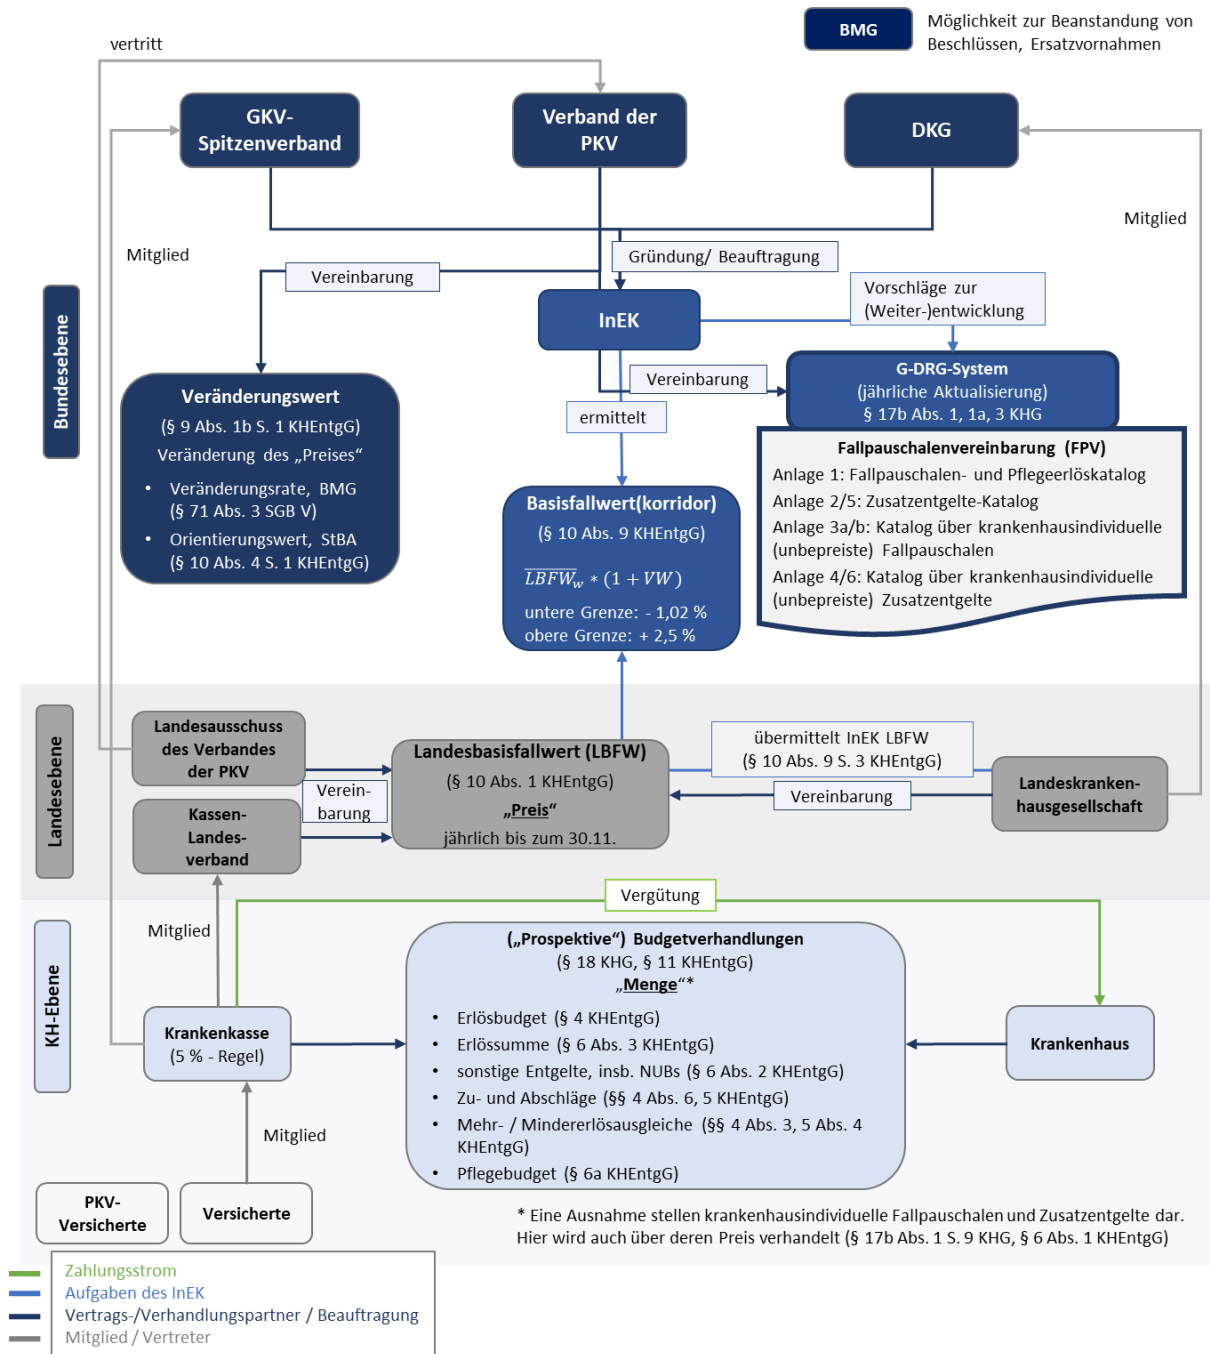 BMG
Möglichkeit zur Beanstandung von
Beschlüssen, Ersatzvornahmen
vertritt
GKV-
Spitzenverband
Verband der
PKV
DKG
Mitglied
Mitglied
Gründung/ Beauftragung
Vereinbarung
Vorschläge zur
(Weiter-)entwicklung
InEK
Bundesebene
Vereinbarung
G-DRG-System
(jährliche Aktualisierung)
§ 17b Abs. 1, 1a, 3 KHG
Veränderungswert
(§ 9 Abs. 1b S. 1 KHEntgG)
Veränderung des „Preises“
• Veränderungsrate, BMG
(§ 71 Abs. 3 SGB V)
• Orientierungswert, StBA
(§ 10 Abs. 4 S. 1 KHEntgG)
ermittelt
Fallpauschalenvereinbarung (FPV)
Anlage 1: Fallpauschalen- und Pflegeerlöskatalog
Anlage 2/5: Zusatzentgelte-Katalog
Anlage 3a/b: Katalog über krankenhausindividuelle
(unbepreiste) Fallpauschalen
Anlage 4/6: Katalog über krankenhausindividuelle
(unbepreiste) Zusatzentgelte
Basisfallwert(korridor)
(§ 10 Abs. 9 KHEntgG)
L̅B̅F̅W̅w * (1 + VW)
untere Grenze: - 1,02 %
obere Grenze: + 2,5 %
Landesebene
Landesausschuss
des Verbandes
der PKV
Verein-
barung
Kassen-
Landes-
verband
Landesbasisfallwert (LBFW)
(§ 10 Abs. 1 KHEntgG)
„Preis“
jährlich bis zum 30.11.
übermittelt InEK LBFW
(§ 10 Abs. 9 S. 3 KHEntgG)
Vereinbarung
Landeskranken-
hausgesellschaft
Vergütung
Mitglied
KH-Ebene
(„Prospektive“) Budgetverhandlungen
(§ 18 KHG, § 11 KHEntgG)
„Menge“*
• Erlösbudget (§ 4 KHEntgG)
• Erlössumme (§ 6 Abs. 3 KHEntgG)
• sonstige Entgelte, insb. NUBs (§ 6 Abs. 2 KHEntgG)
• Zu- und Abschläge (§§ 4 Abs. 6, 5 KHEntgG)
• Mehr- / Mindererlösausgleiche (§§ 4 Abs. 3, 5 Abs. 4
KHEntgG)
• Pflegebudget (§ 6a KHEntgG)
Krankenkasse
(5 % - Regel)
Krankenhaus
Mitglied
PKV-
Versicherte
Versicherte
* Eine Ausnahme stellen krankenhausindividuelle Fallpauschalen und Zusatzentgelte dar.
Hier wird auch über deren Preis verhandelt (§ 17b Abs. 1 S. 9 KHG, § 6 Abs. 1 KHEntgG)
Zahlungsstrom
Aufgaben des InEK
Vertrags-/Verhandlungspartner / Beauftragung
Mitglied / Vertreter